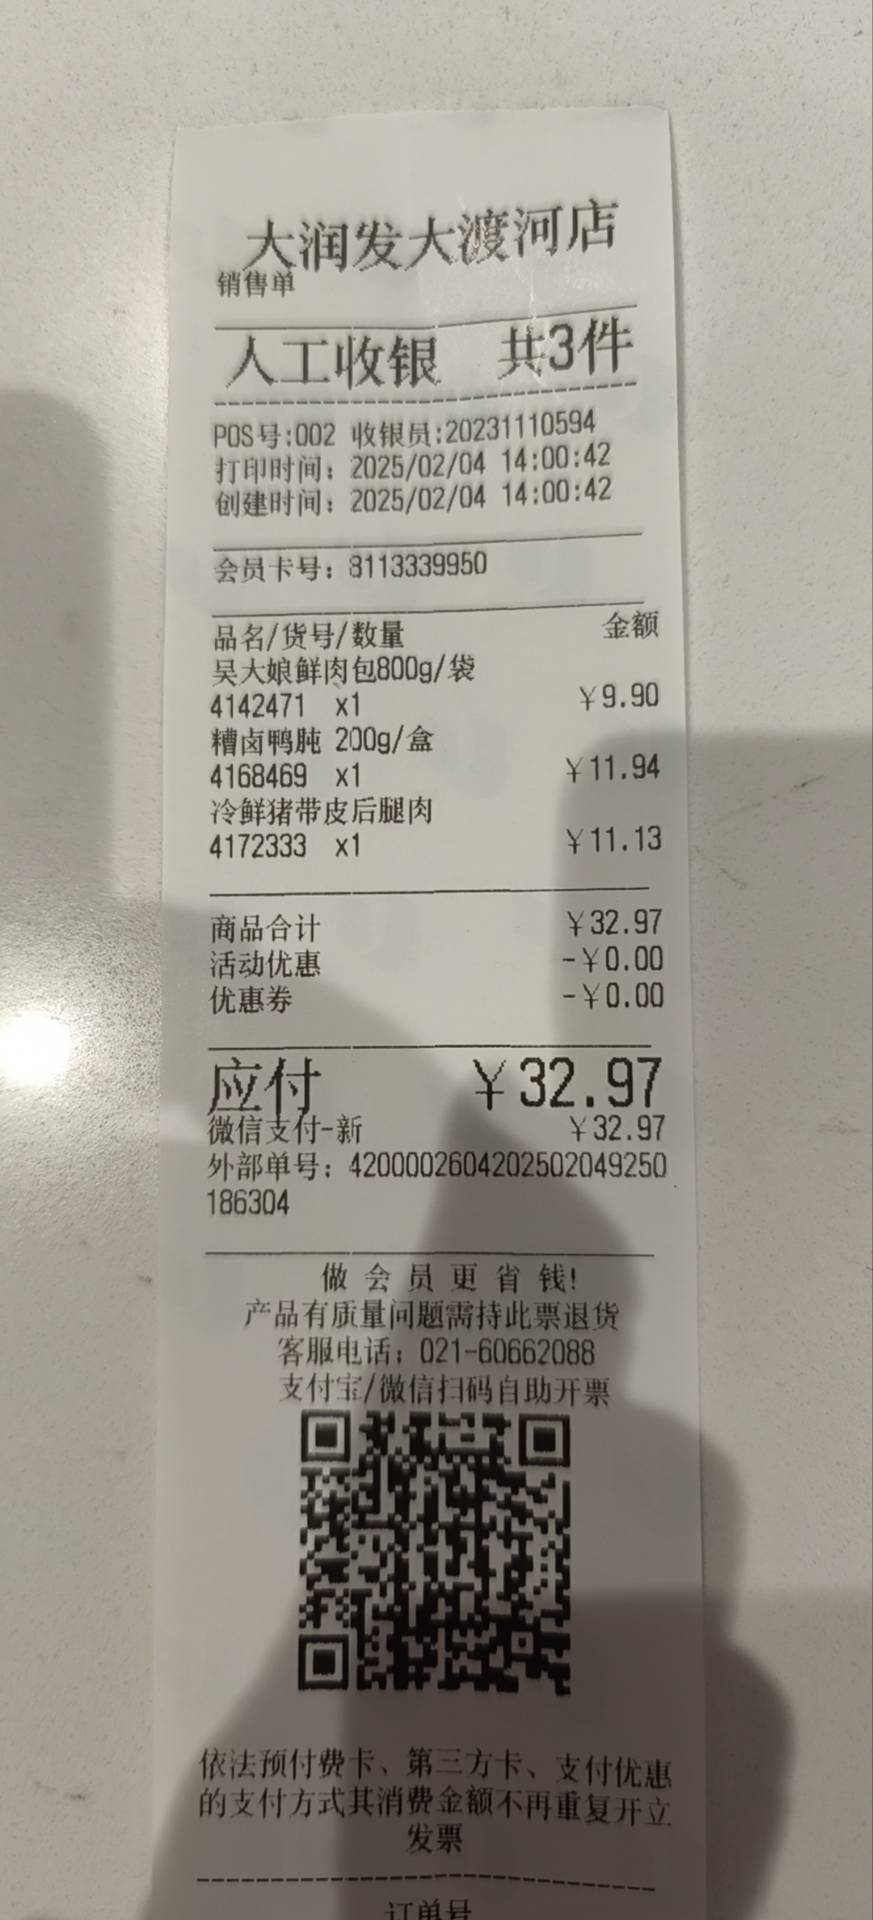 大润发大渡河店
销售单
人工收银 共3件
POS号:002 收银员:20231110594
打印时间：2025/02/04 14:00:42
创建时间：2025/02/04 14:00:42
会员卡号：8113339950
品名/货号/数量 金额
吴大娘鲜肉包800g/袋
4142471 x1 ￥9.90
糟卤鸭肫 200g/盒
4168469 x1 ￥11.94
冷鲜猪带皮后腿肉
4172333 x1 ￥11.13
商品合计 ￥32.97
活动优惠 -￥0.00
优惠券 -￥0.00
应付 ￥32.97
微信支付-新 ￥32.97
外部单号：4200002604202502049250
186304
做会员更省钱!
产品有质量问题需持此票退货
客服电话：021-60662088
支付宝/微信扫码自助开票
依法预付费卡、第三方卡、支付优惠
的支付方式其消费金额不再重复开立
发票
订单号